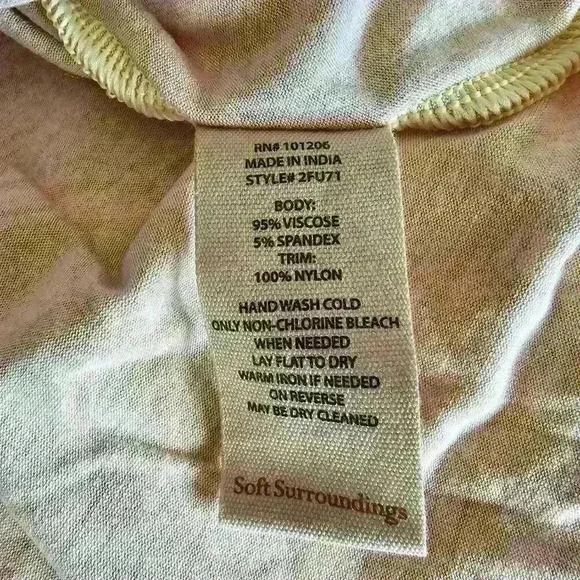 RN# 101206
MADE IN INDIA
STYLE# 2FU71
BODY:
95% VISCOSE
5% SPANDEX
TRIM:
100% NYLON
HAND WASH COLD
ONLY NON-CHLORINE BLEACH
WHEN NEEDED
LAY FLAT TO DRY
WARM IRON IF NEEDED
ON REVERSE
MAY BE DRY CLEANED
Soft Surroundings